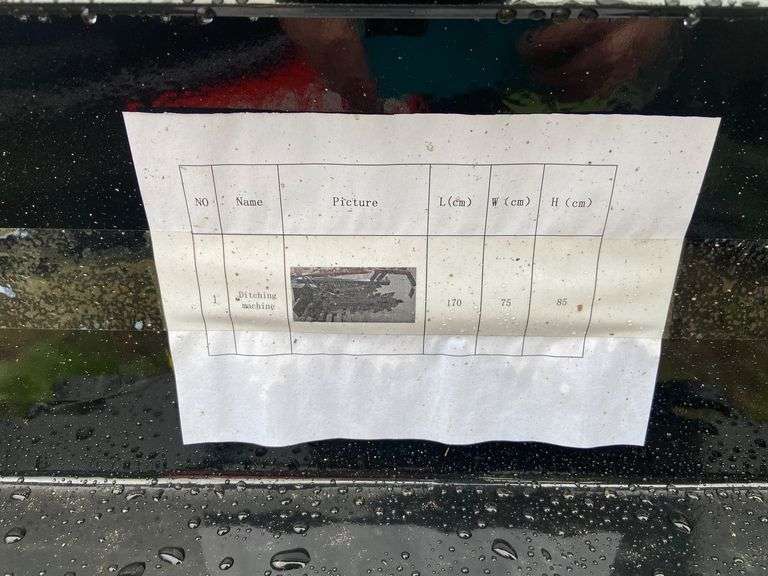 NO Name Picture L(cm) W(cm) H(cm)
1 Ditching machine 170 75 85